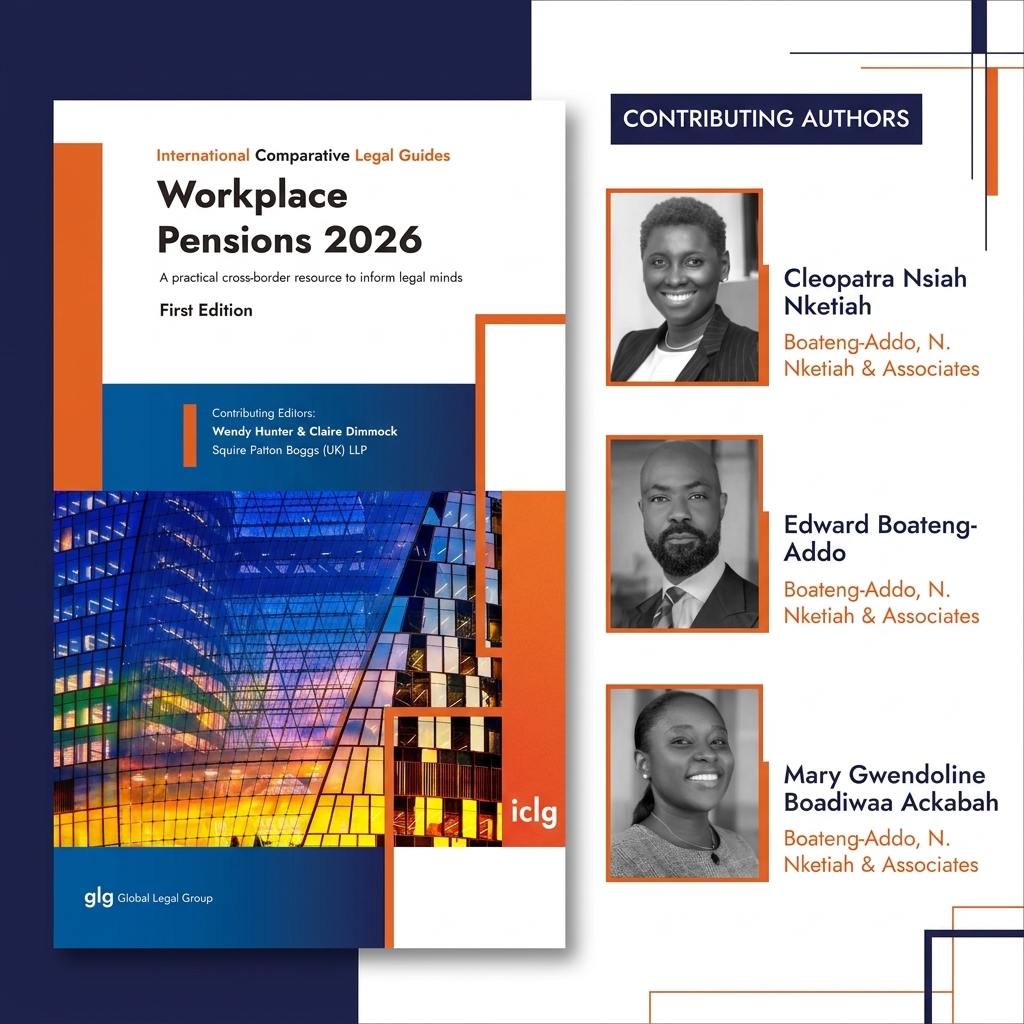 International Comparative Legal Guides
Workplace
Pensions 2026
A practical cross-border resource to inform legal minds
First Edition
Contributing Editors:
Wendy Hunter & Claire Dimmock
Squire Patton Boggs (UK) LLP
iclg
glg Global Legal Group
CONTRIBUTING AUTHORS
Cleopatra Nsiah
Nketiah
Boateng-Addo, N.
Nketiah & Associates
Edward Boateng-
Addo
Boateng-Addo, N.
Nketiah & Associates
Mary Gwendoline
Boadiwaa Ackabah
Boateng-Addo, N.
Nketiah & Associates